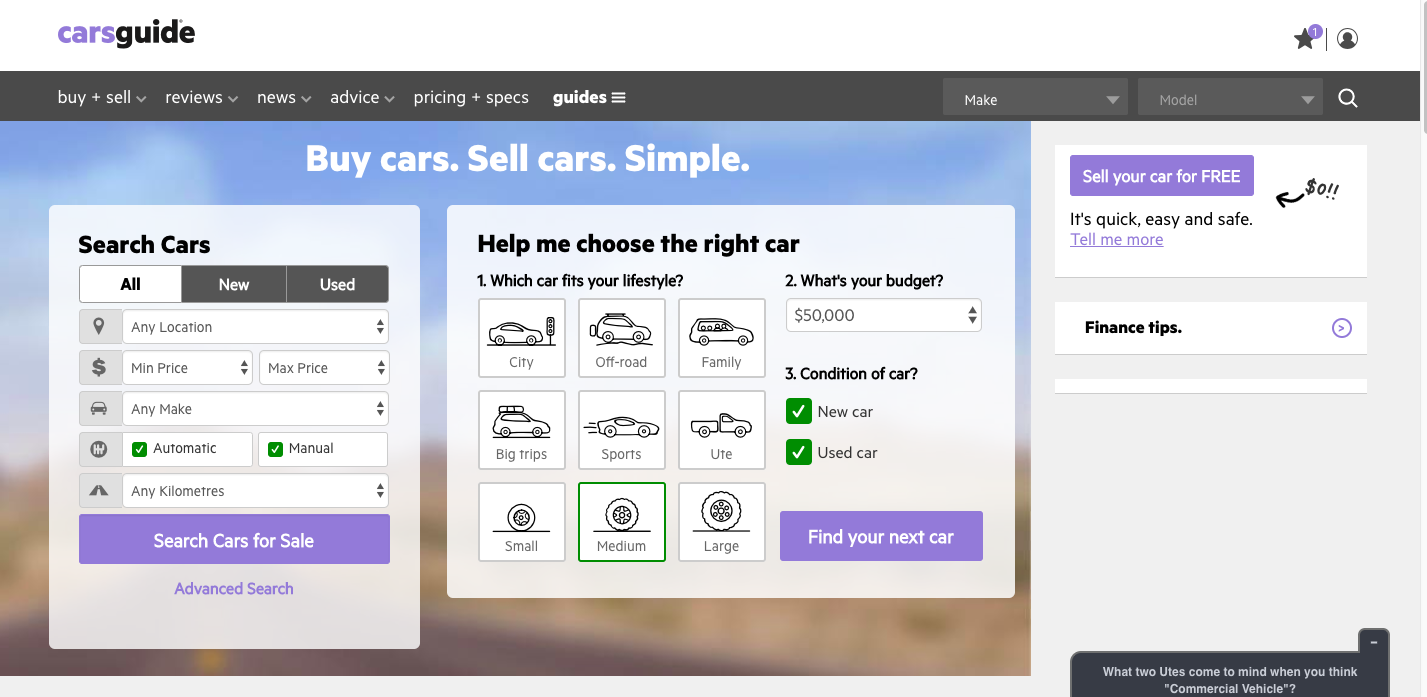 carsguide
1
buy + sell
reviews
news
advice
pricing + specs
guides
Make
Model
Buy cars. Sell cars. Simple.
Search Cars
All
New
Used
Any Location
$
Min Price
Max Price
Any Make
Automatic
Manual
Any Kilometres
Search Cars for Sale
Advanced Search
Help me choose the right car
1. Which car fits your lifestyle?
City
Off-road
Family
Big trips
Sports
Ute
Small
Medium
Large
2. What's your budget?
$50,000
3. Condition of car?
New car
Used car
Find your next car
Sell your car for FREE
$0!!
It's quick, easy and safe.
Tell me more
Finance tips.
What two Utes come to mind when you think
"Commercial Vehicle"?